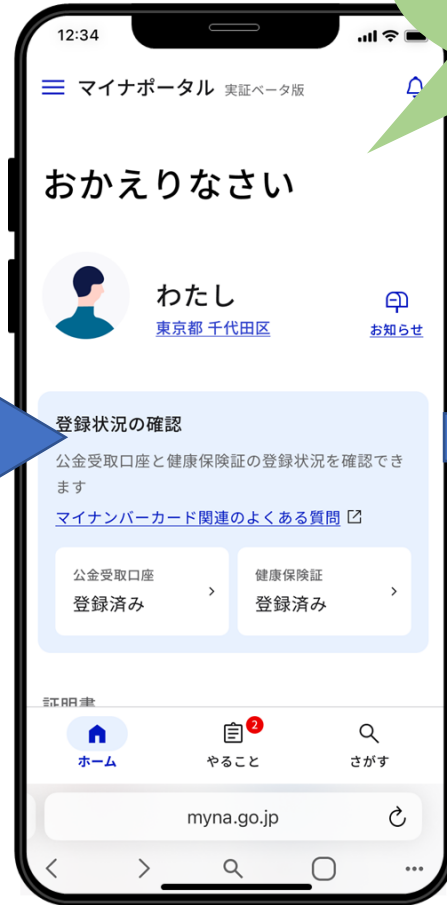 12:34
マイナポータル 実証ベータ版
おかえりなさい
わたし
東京都 千代田区
お知らせ
登録状況の確認
公金受取口座と健康保険証の登録状況を確認でき
ます
マイナンバーカード関連のよくある質問
公金受取口座
登録済み
健康保険証
登録済み
証明書
2
ホーム
やること
さがす
myna.go.jp